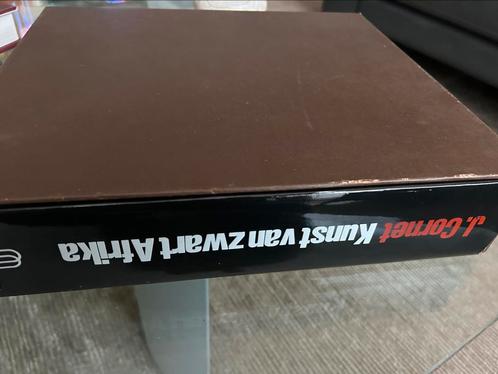 J. Cornet Kunst van zwart Afrika